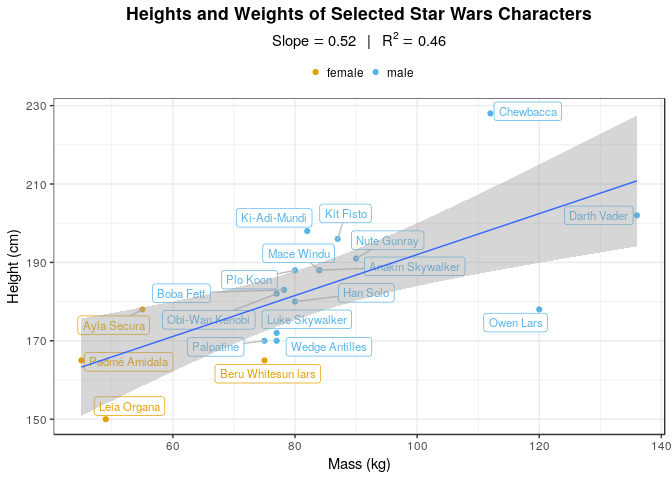 Heights and Weights of Selected Star Wars Characters
Slope = 0.52 | R² = 0.46
female male
230
Chewbacca
210
Ki-Adi-Mundi
Kit Fisto
Darth Vader
Nute Gunray
Mace Windu
190
Anakin Skywalker
Plo Koon
Boba Fett
Han Solo
Ayla Secura
Obi-Wan Kenobi
Luke Skywalker
Owen Lars
170
Palpatine
Wedge Antilles
Padmé Amidala
Beru Whitesun lars
Leia Organa
150
60 80 100 120 140
Mass (kg)
Height (cm)